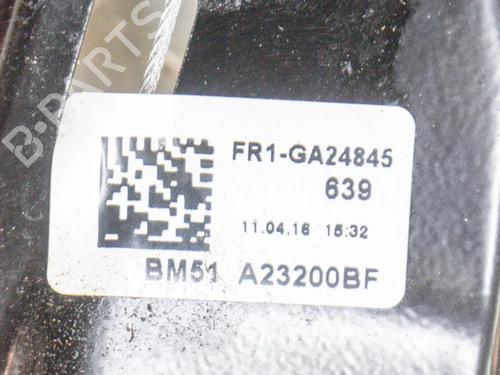 B-PARTS
FR1-GA24845
639
11.04.16 15:32
BM51 A23200BF